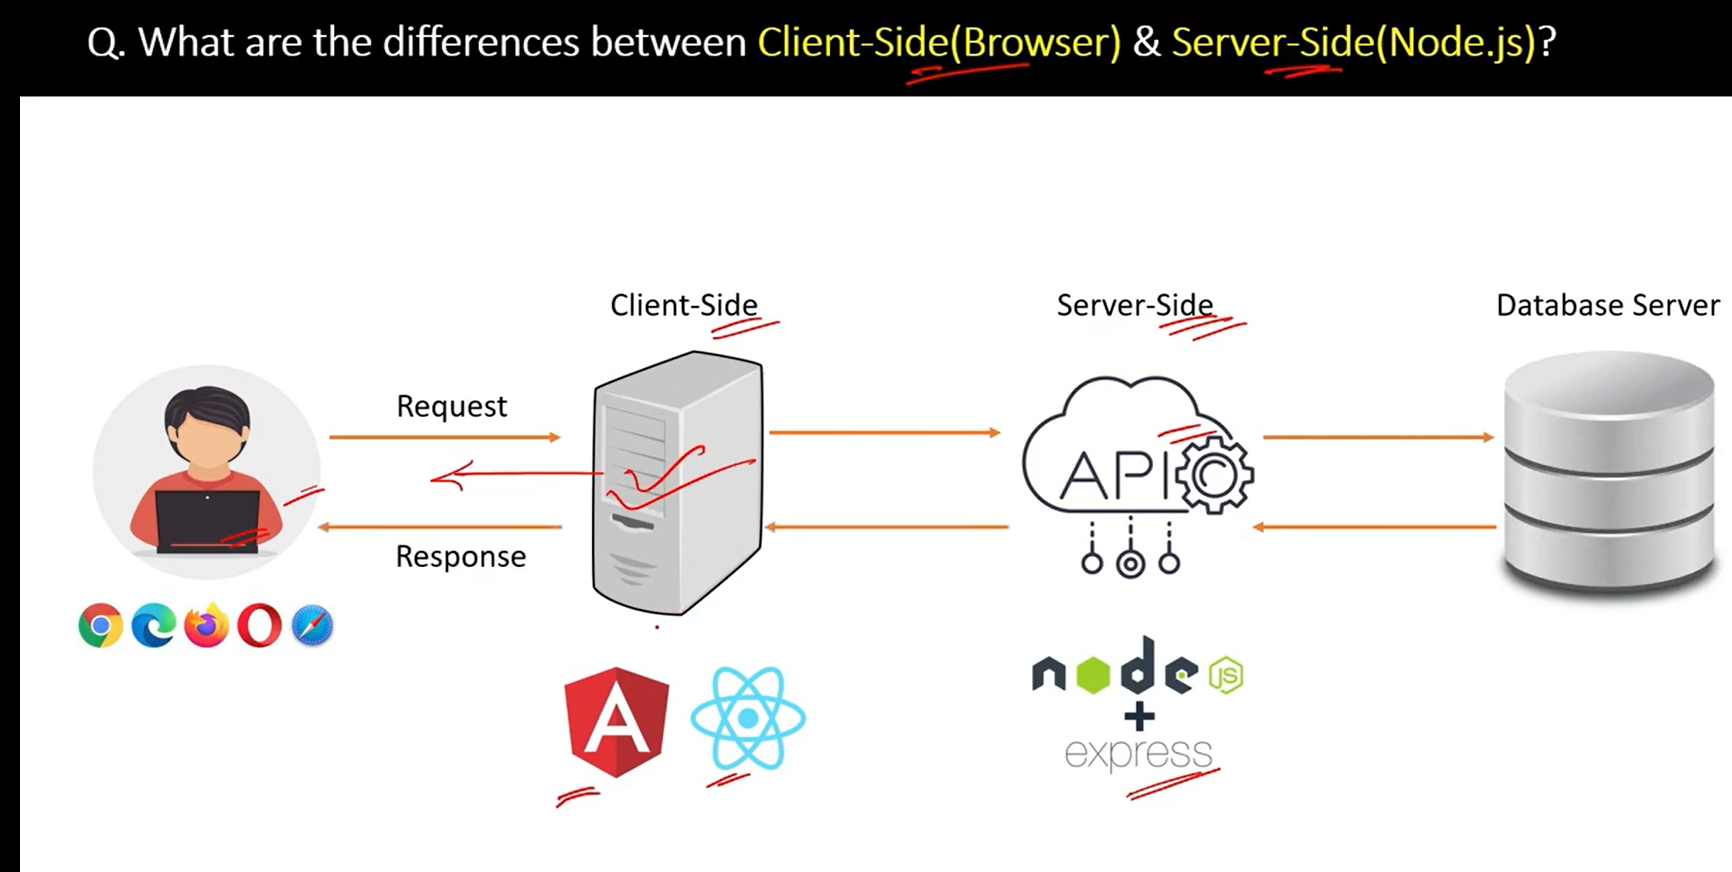 Q. What are the differences between Client-Side(Browser) & Server-Side(Node.js)?
Client-Side
Server-Side
Database Server
Request
API
Response
node JS
+
express
A